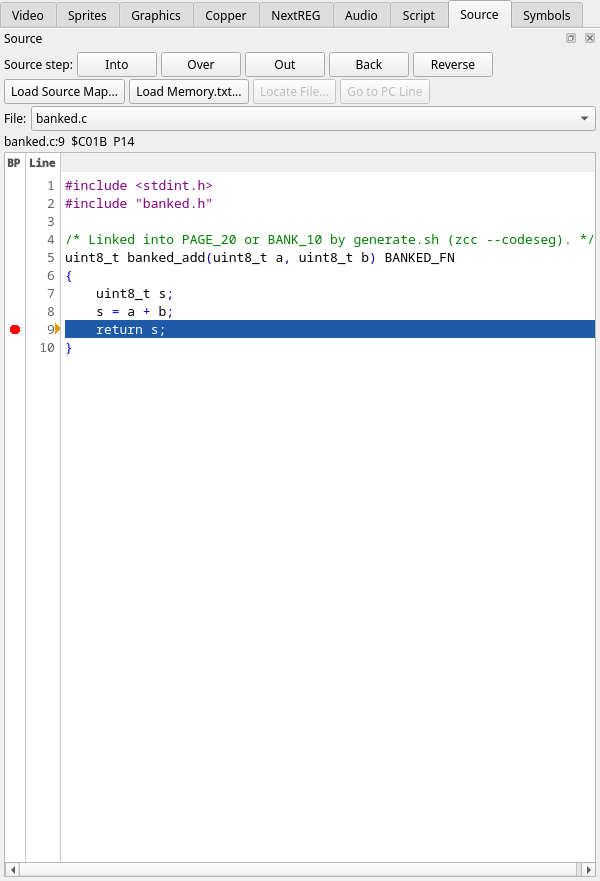 Video Sprites Graphics Copper NextREG Audio Script Source Symbols
Source
Source step: Into Over Out Back Reverse
Load Source Map... Load Memory.txt... Locate File... Go to PC Line
File: banked.c
banked.c:9 $C01B P14
BP Line
1 #include <stdint.h>
2 #include "banked.h"
3
4 /* Linked into PAGE_20 or BANK_10 by generate.sh (zcc --codeseg). */
5 uint8_t banked_add(uint8_t a, uint8_t b) BANKED_FN
6 {
7     uint8_t s;
8     s = a + b;
9     return s;
10 }